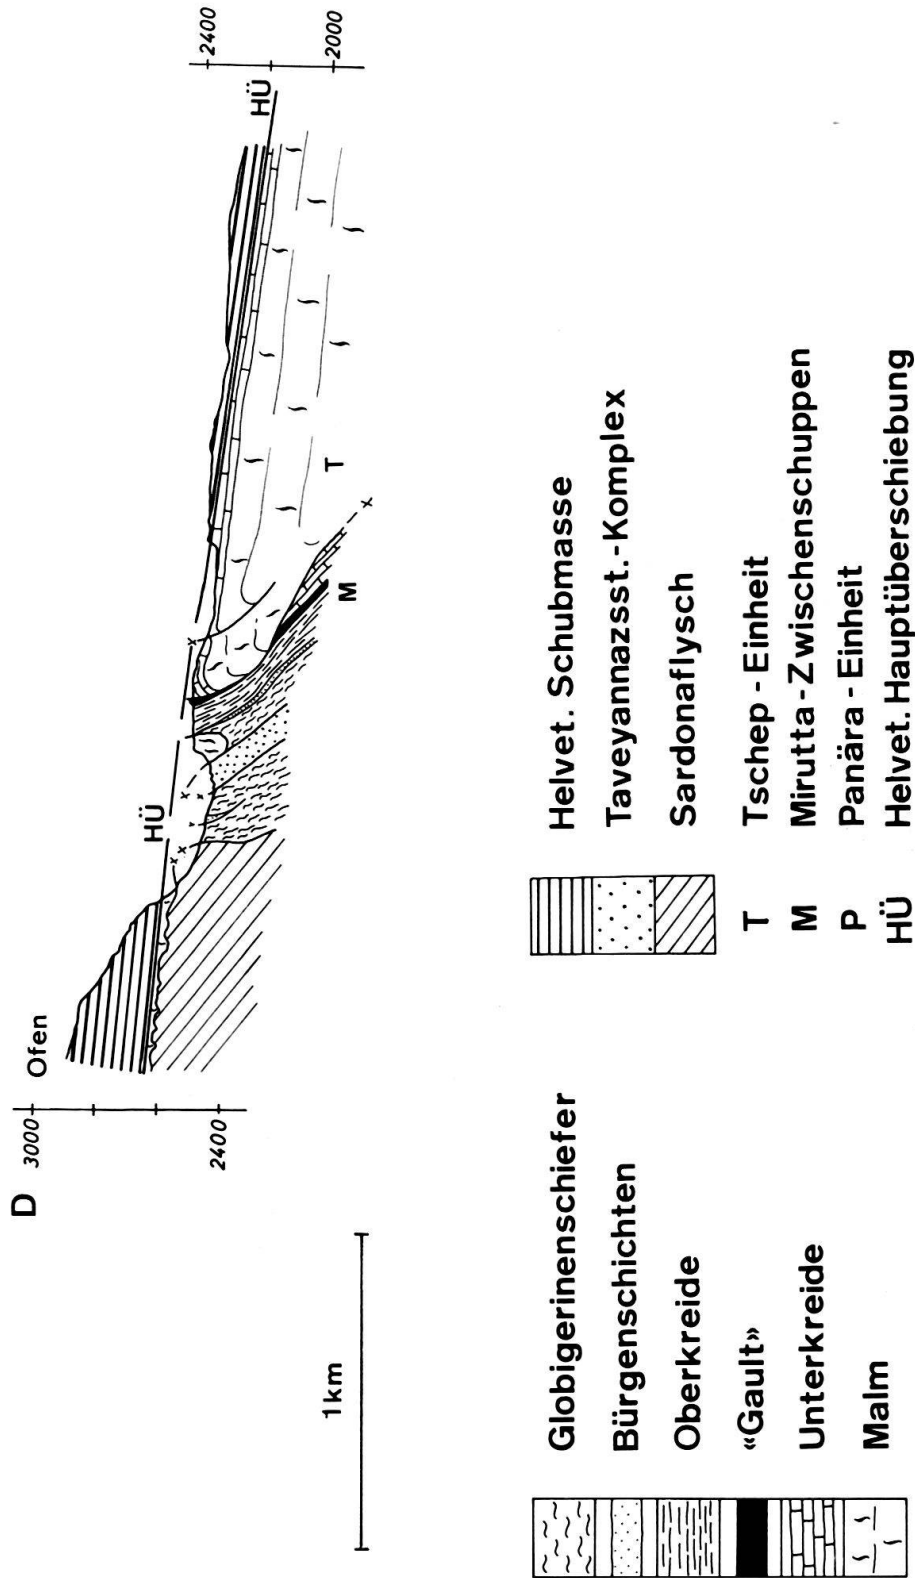 D
Ofen
3000
2400
HÜ
HÜ
2400
2000
M
T
1km
Globigerinenschiefer
Bürgenschichten
Oberkreide
«Gault»
Unterkreide
Malm
Helvet. Schubmasse
Taveyannazsst.-Komplex
Sardonaflysch
T Tschep-Einheit
M Mirutta-Zwischenschuppen
P Panära-Einheit
HÜ Helvet. Hauptüberschiebung